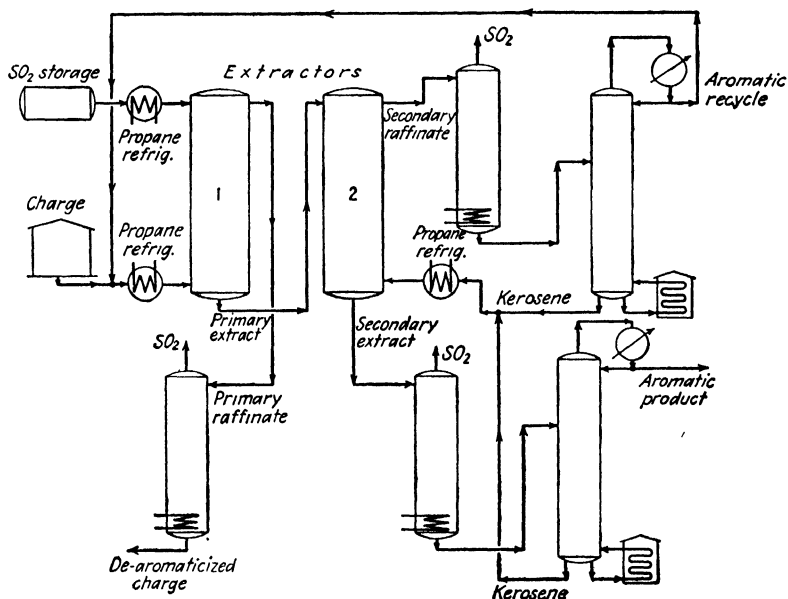 SO2 storage
Propane
refrig.
Charge
Propane
refrig.
Extractors
1
2
Secondary
raffinate
SO2
Aromatic
recycle
Propane
refrig.
Kerosene
Primary
extract
Secondary
extract
SO2
Primary
raffinate
SO2
Aromatic
product
De-aromaticized
charge
Kerosene